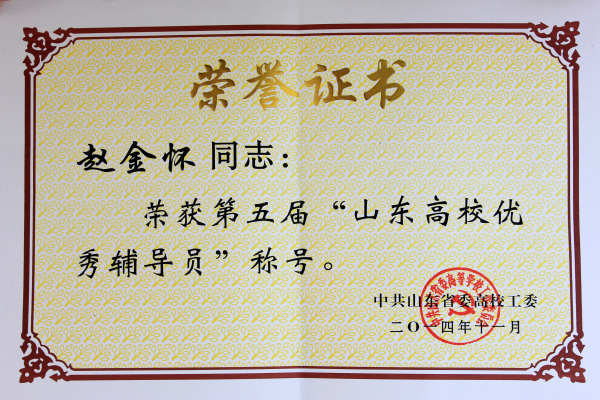 荣誉证书
赵金怀 同志：
荣获第五届“山东高校优
秀辅导员”称号。
中共山东省委高校工委
二〇一四年十一月